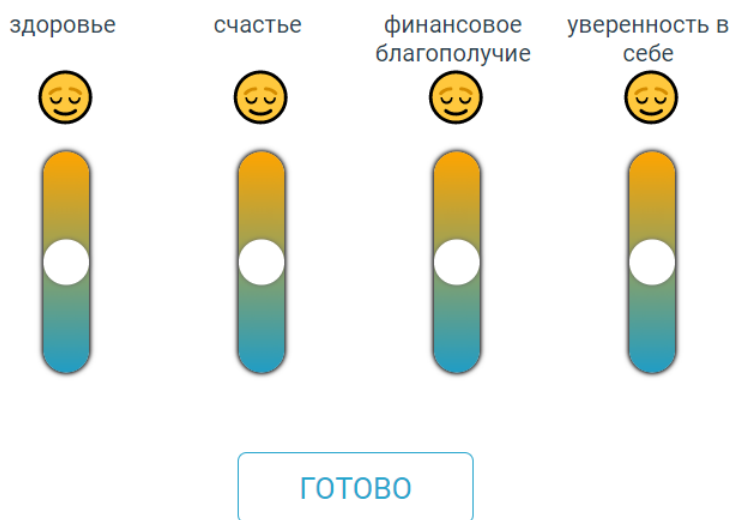 здоровье
счастье
финансовое
благополучие
уверенность в
себе
ГОТОВО